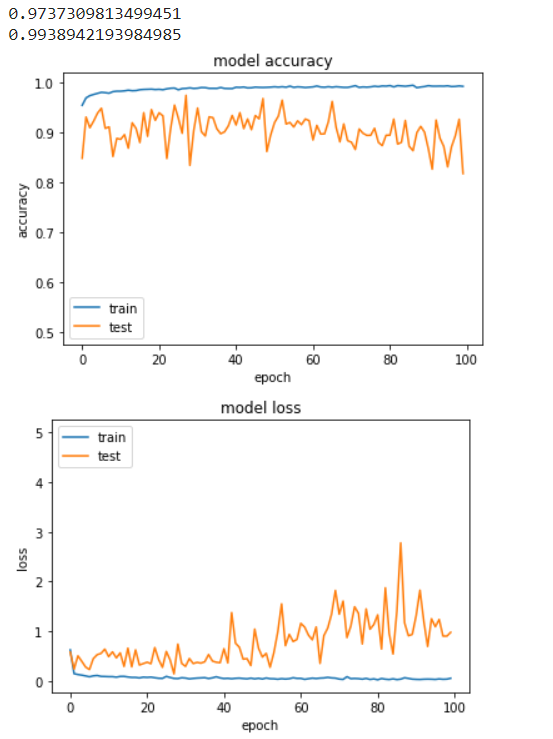 0.9737309813499451
0.9938942193984985
model accuracy
1.0
0.9
0.8
0.7
0.6
0.5
accuracy
train
test
0 20 40 60 80 100
epoch
model loss
5
4
3
2
1
0
loss
train
test
0 20 40 60 80 100
epoch